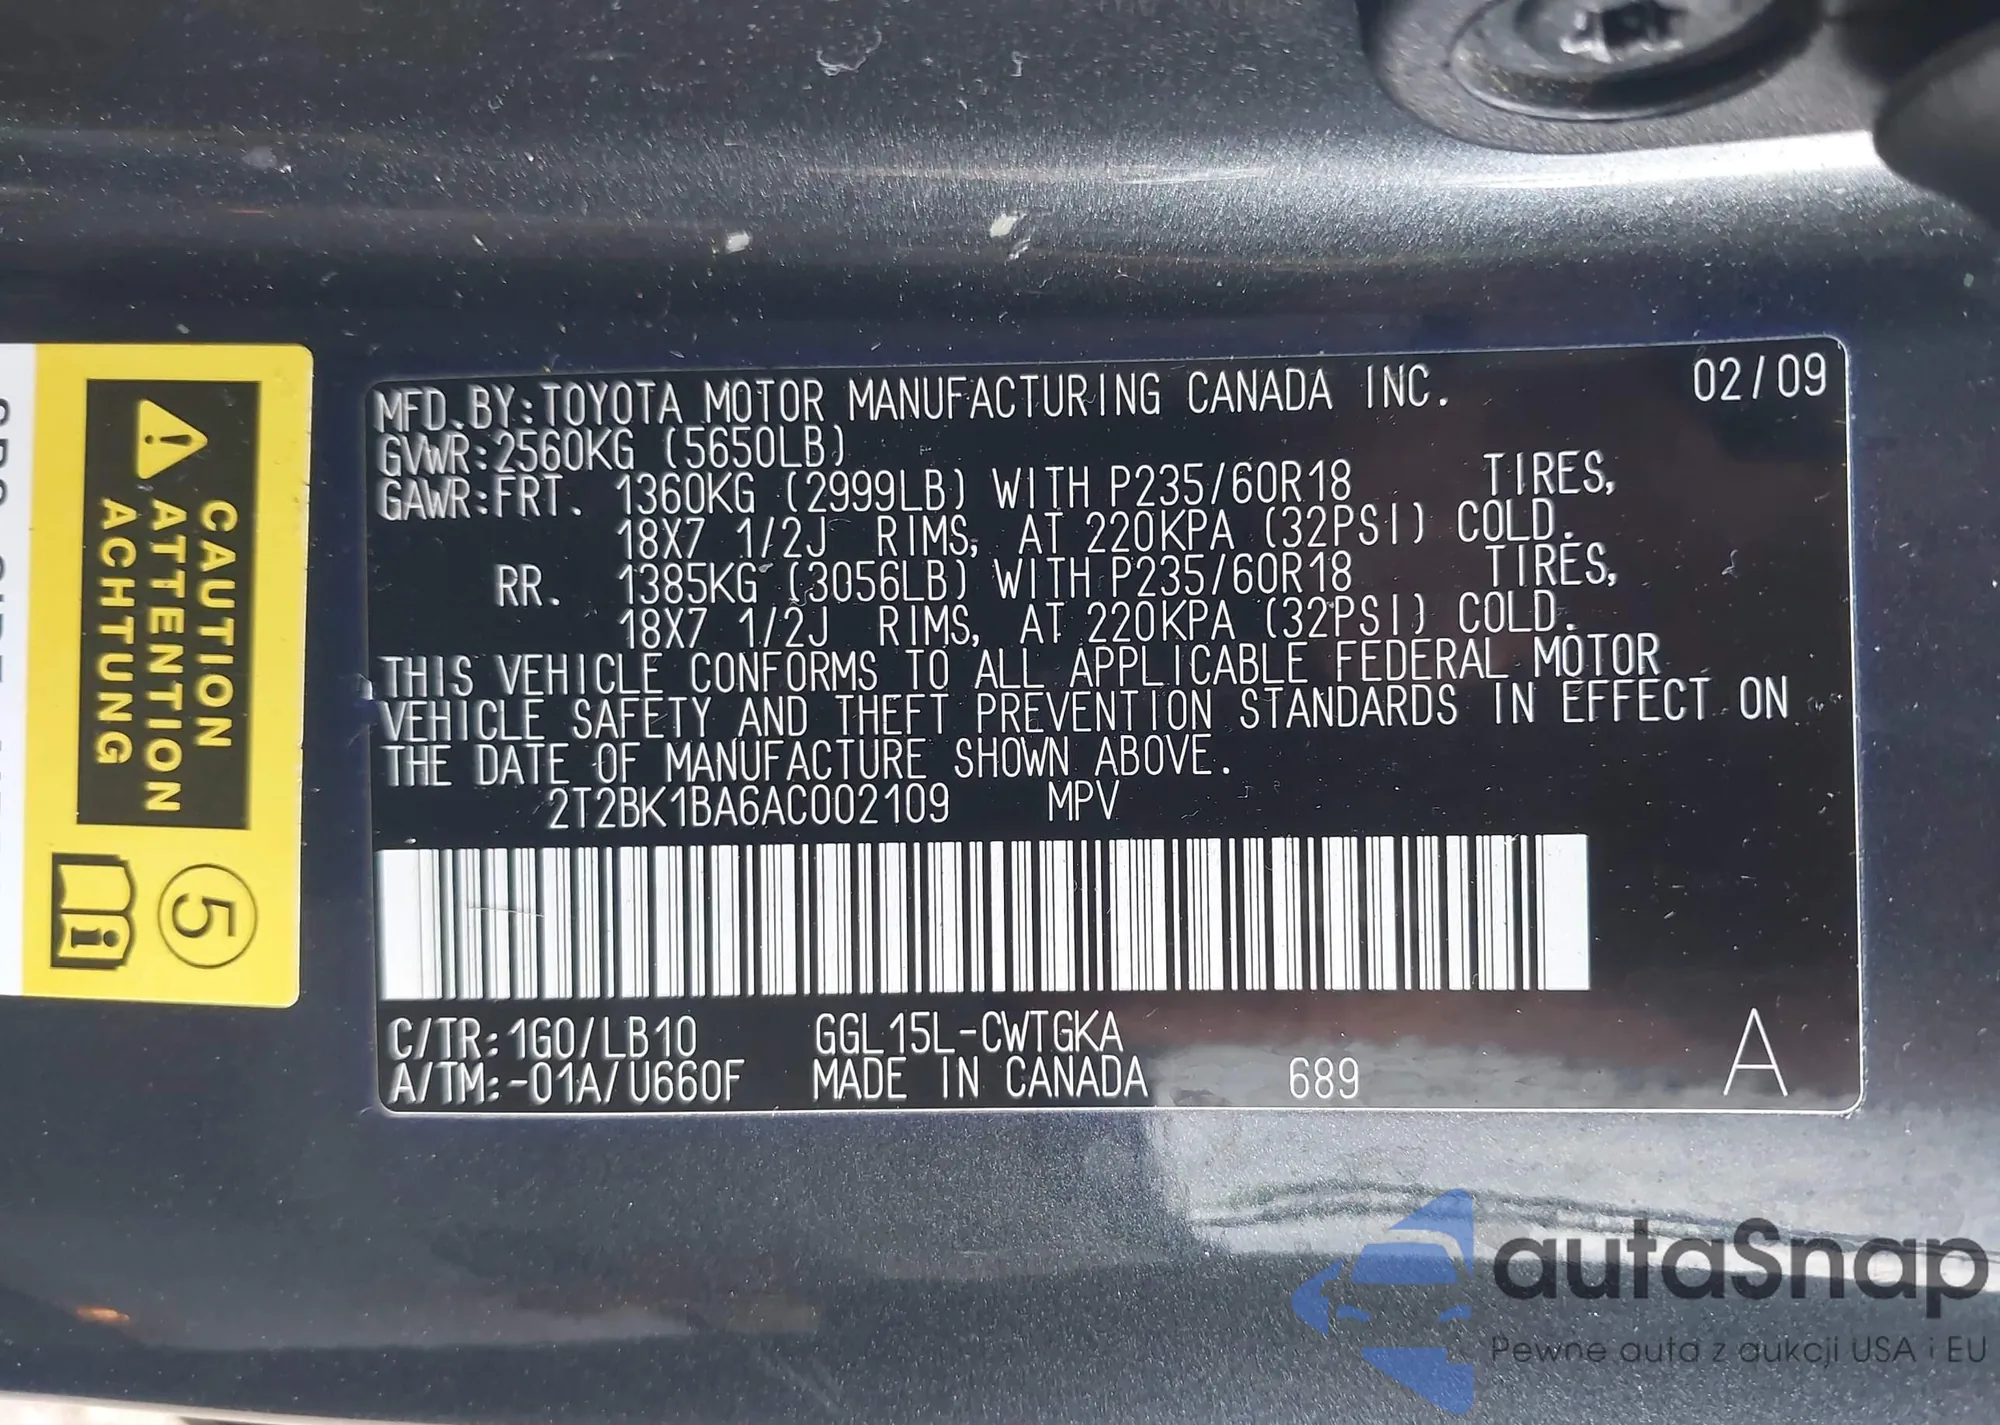 MFD.BY:TOYOTA MOTOR MANUFACTURING CANADA INC. 02/09
GVWR:2560KG (5650LB)
GAWR:FRT. 1360KG (2999LB) WITH P235/60R18 TIRES,
18X7 1/2J RIMS, AT 220KPA (32PSI) COLD.
RR. 1385KG (3056LB) WITH P235/60R18 TIRES,
18X7 1/2J RIMS, AT 220KPA (32PSI) COLD.
THIS VEHICLE CONFORMS TO ALL APPLICABLE FEDERAL MOTOR
VEHICLE SAFETY AND THEFT PREVENTION STANDARDS IN EFFECT ON
THE DATE OF MANUFACTURE SHOWN ABOVE.
2T2BK1BA6AC002109 MPV
C/TR:1G0/LB10 GGL15L-CWTGKA
A/TM:-01A/U660F MADE IN CANADA 689 A
CAUTION
ATTENTION
ACHTUNG
5
autaSnap
Pewne auta z aukcji USA i EU